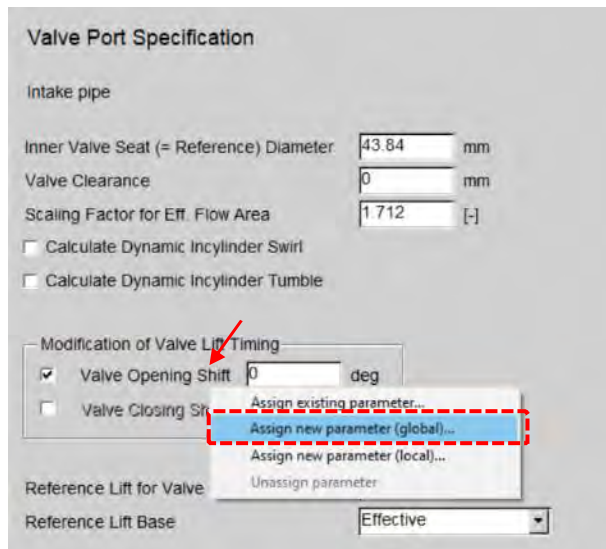 Valve Port Specification
Intake pipe
Inner Valve Seat (= Reference) Diameter 43.84 mm
Valve Clearance 0 mm
Scaling Factor for Eff. Flow Area 1.712 [-]
Calculate Dynamic Incylinder Swirl
Calculate Dynamic Incylinder Tumble
Modification of Valve Lift Timing
Valve Opening Shift 0 deg
Valve Closing Sh
Assign existing parameter...
Assign new parameter (global)...
Assign new parameter (local)...
Unassign parameter
Reference Lift for Valve
Reference Lift Base Effective